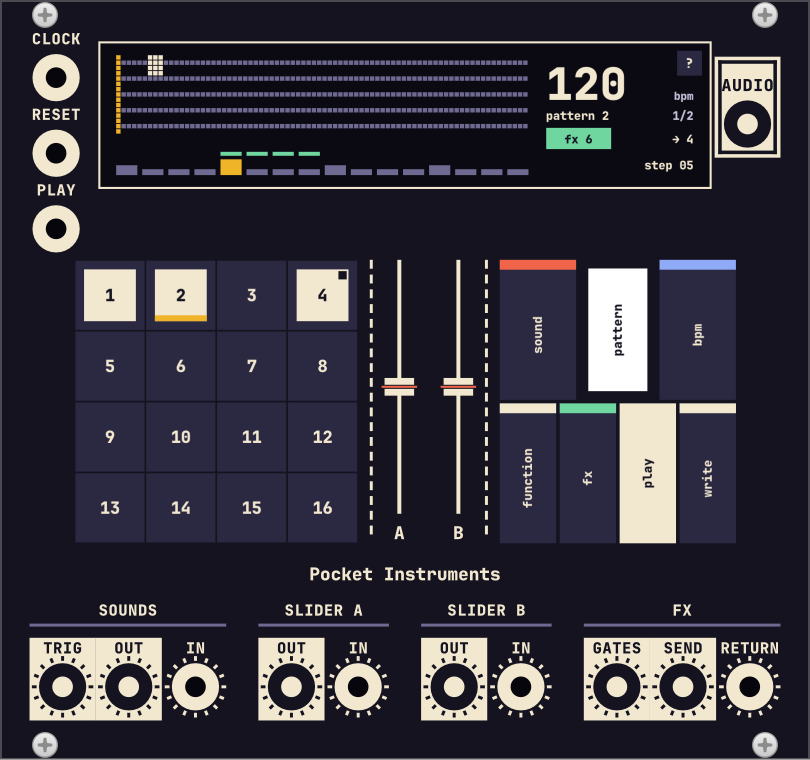 CLOCK
RESET
PLAY
120
?
bpm
pattern 2
1/2
fx 6
→ 4
step 05
AUDIO
1 2 3 4
5 6 7 8
9 10 11 12
13 14 15 16
A B
sound pattern bpm
function fx play write
Pocket Instruments
SOUNDS SLIDER A SLIDER B FX
TRIG OUT IN OUT IN OUT IN GATES SEND RETURN